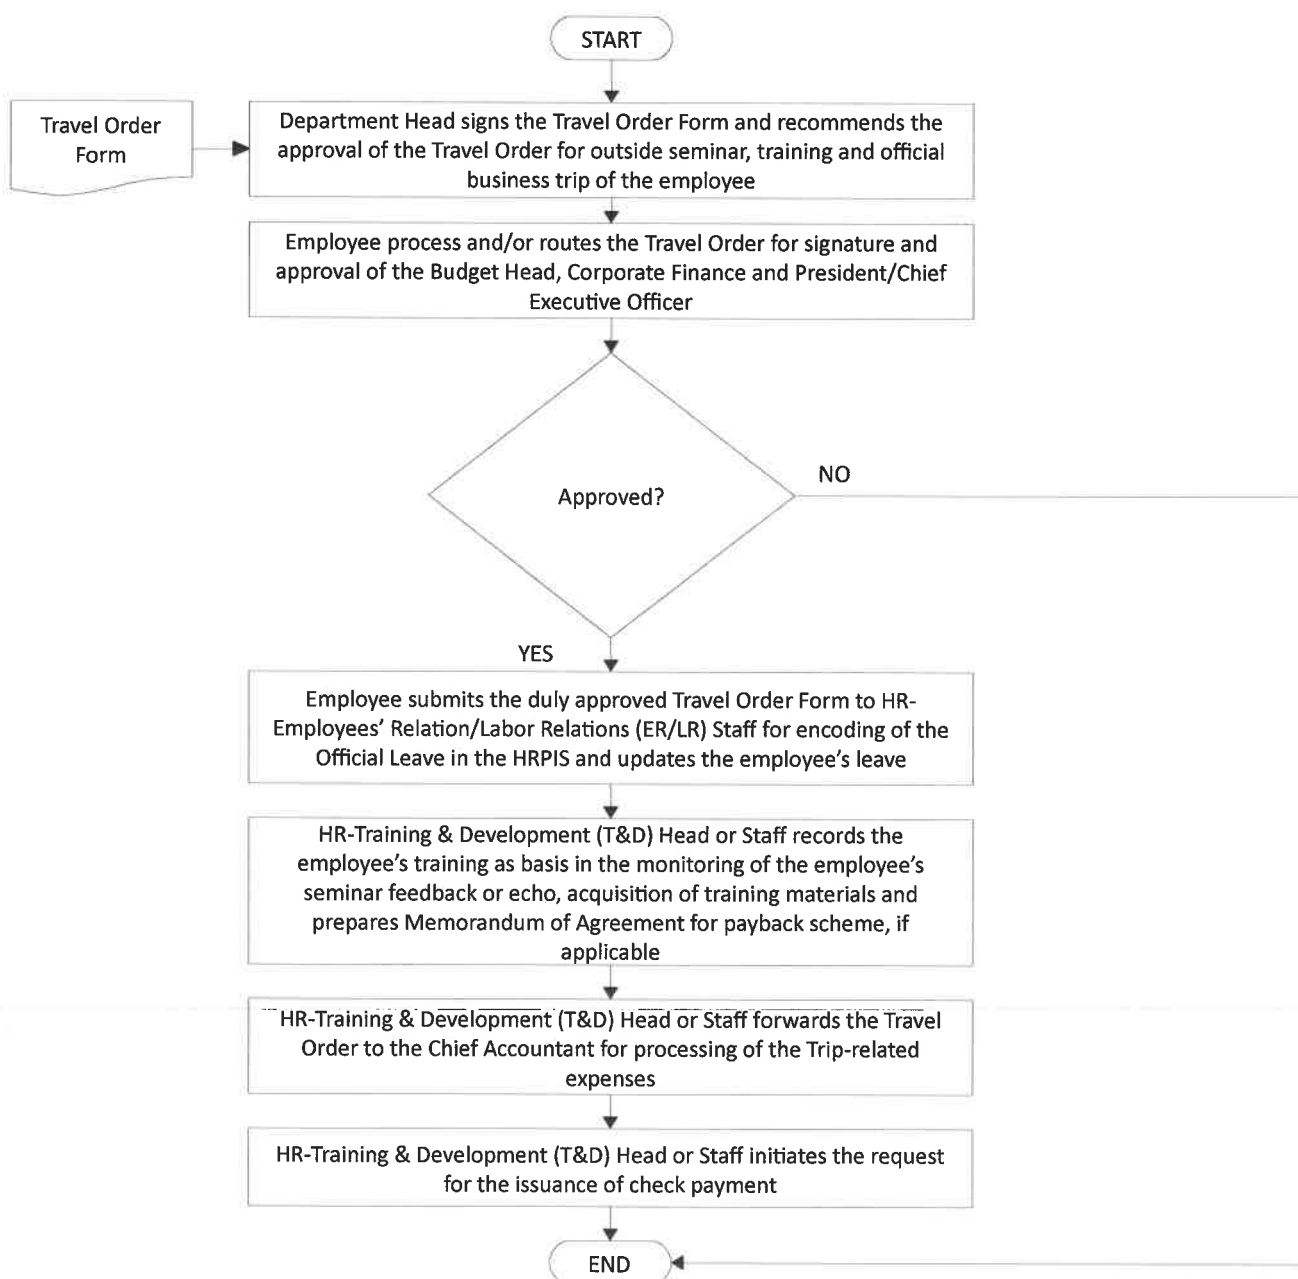 START
Travel Order
Form
Department Head signs the Travel Order Form and recommends the
approval of the Travel Order for outside seminar, training and official
business trip of the employee
Employee process and/or routes the Travel Order for signature and
approval of the Budget Head, Corporate Finance and President/Chief
Executive Officer
Approved?
NO
YES
Employee submits the duly approved Travel Order Form to HR-
Employees’ Relation/Labor Relations (ER/LR) Staff for encoding of the
Official Leave in the HRPIS and updates the employee’s leave
HR-Training & Development (T&D) Head or Staff records the
employee’s training as basis in the monitoring of the employee’s
seminar feedback or echo, acquisition of training materials and
prepares Memorandum of Agreement for payback scheme, if
applicable
HR-Training & Development (T&D) Head or Staff forwards the Travel
Order to the Chief Accountant for processing of the Trip-related
expenses
HR-Training & Development (T&D) Head or Staff initiates the request
for the issuance of check payment
END